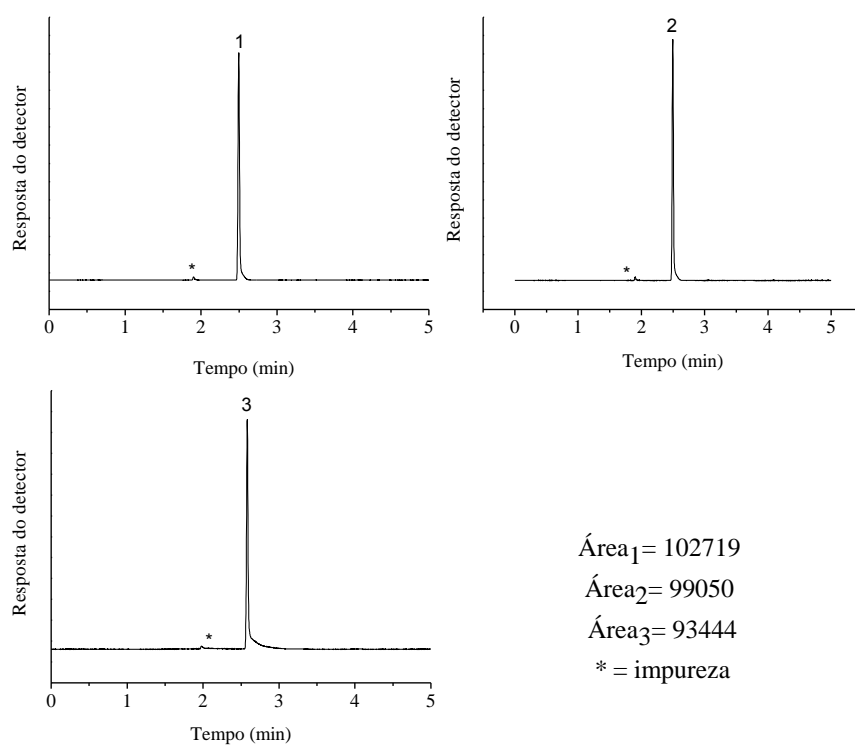 1
Resposta do detector
*
0 1 2 3 4 5
Tempo (min)
2
Resposta do detector
*
0 1 2 3 4 5
Tempo (min)
3
Resposta do detector
*
0 1 2 3 4 5
Tempo (min)
Área1= 102719
Área2= 99050
Área3= 93444
* = impureza